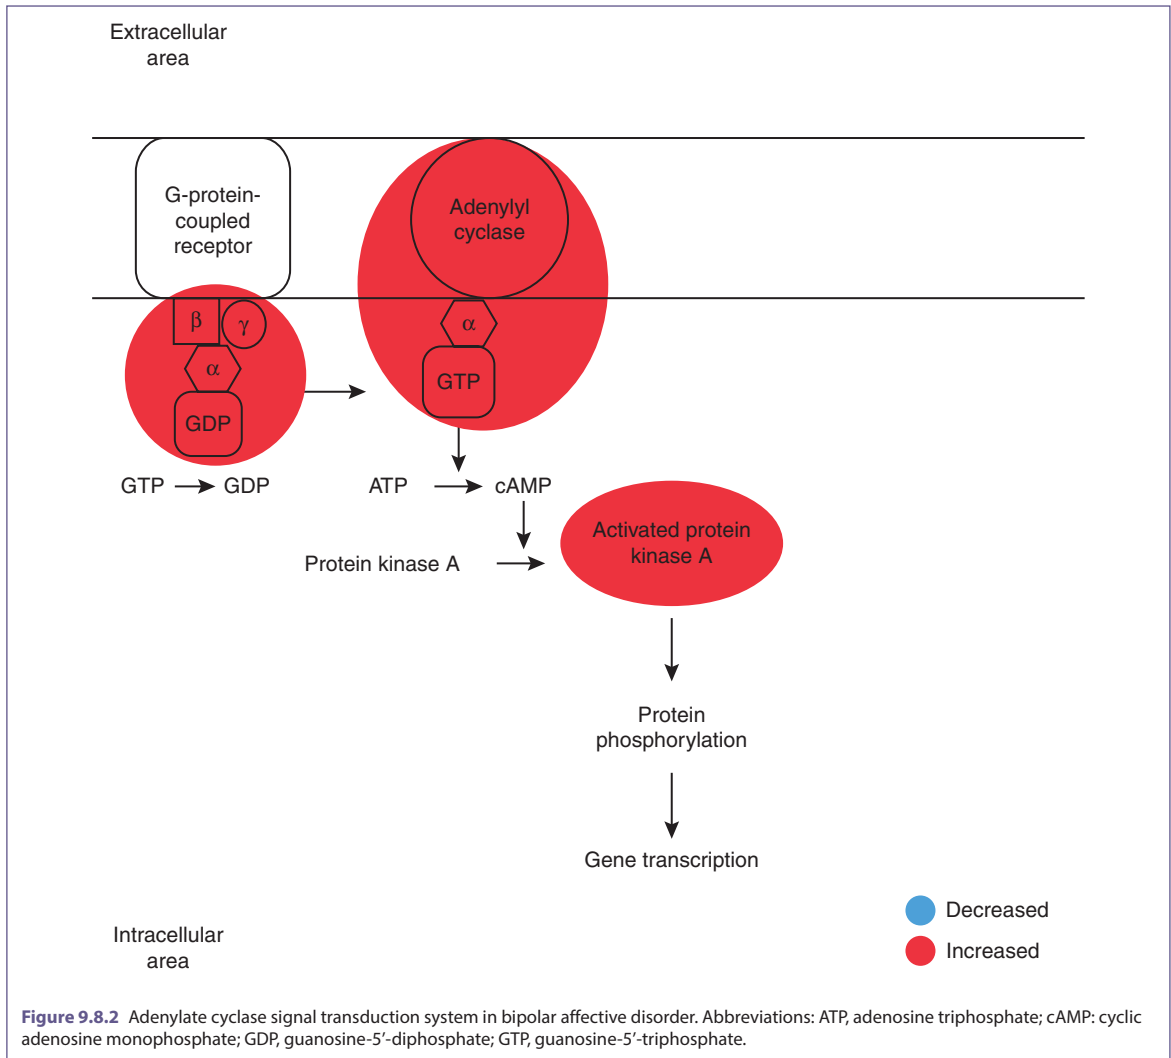 Extracellular
area
G-protein-
coupled
receptor
Adenylyl
cyclase
β
γ
α
GDP
α
GTP
GTP
GDP
ATP
cAMP
Protein kinase A
Activated protein
kinase A
Protein
phosphorylation
Gene transcription
Decreased
Increased
Intracellular
area
Figure 9.8.2 Adenylate cyclase signal transduction system in bipolar affective disorder. Abbreviations: ATP, adenosine triphosphate; cAMP: cyclic
adenosine monophosphate; GDP, guanosine-5′-diphosphate; GTP, guanosine-5′-triphosphate.